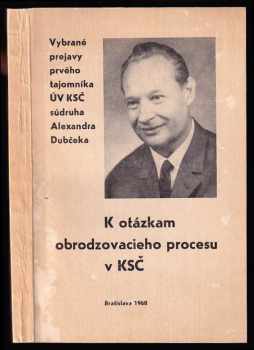 Vybrané
prejavy
prvého
tajomníka
ÚV KSČ
súdruha
Alexandra
Dubčeka
K otázkam
obrodzovacieho procesu
v KSČ
Bratislava 1968